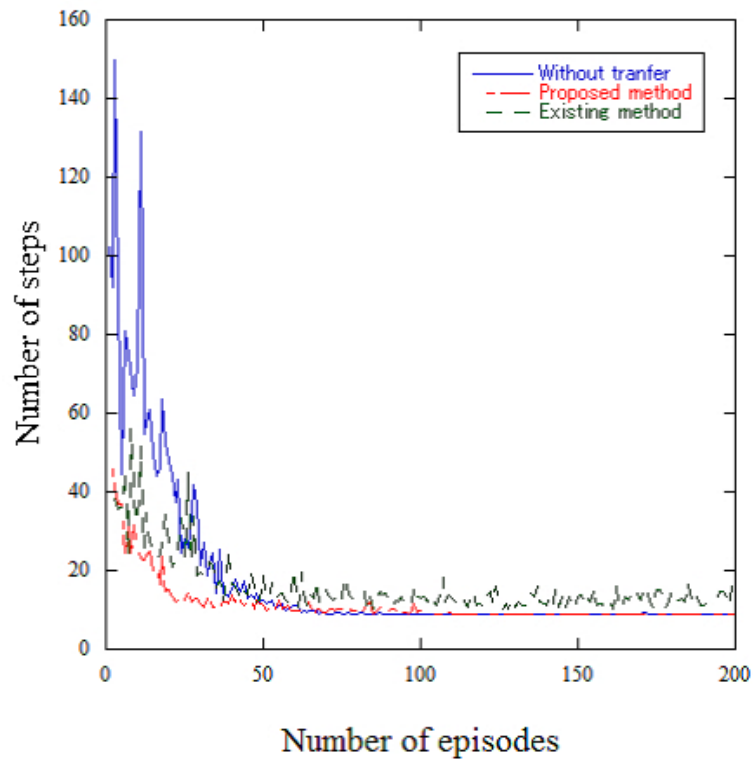 160
140
120
100
80
60
40
20
0
Number of steps
Without tranfer
Proposed method
Existing method
0 50 100 150 200
Number of episodes